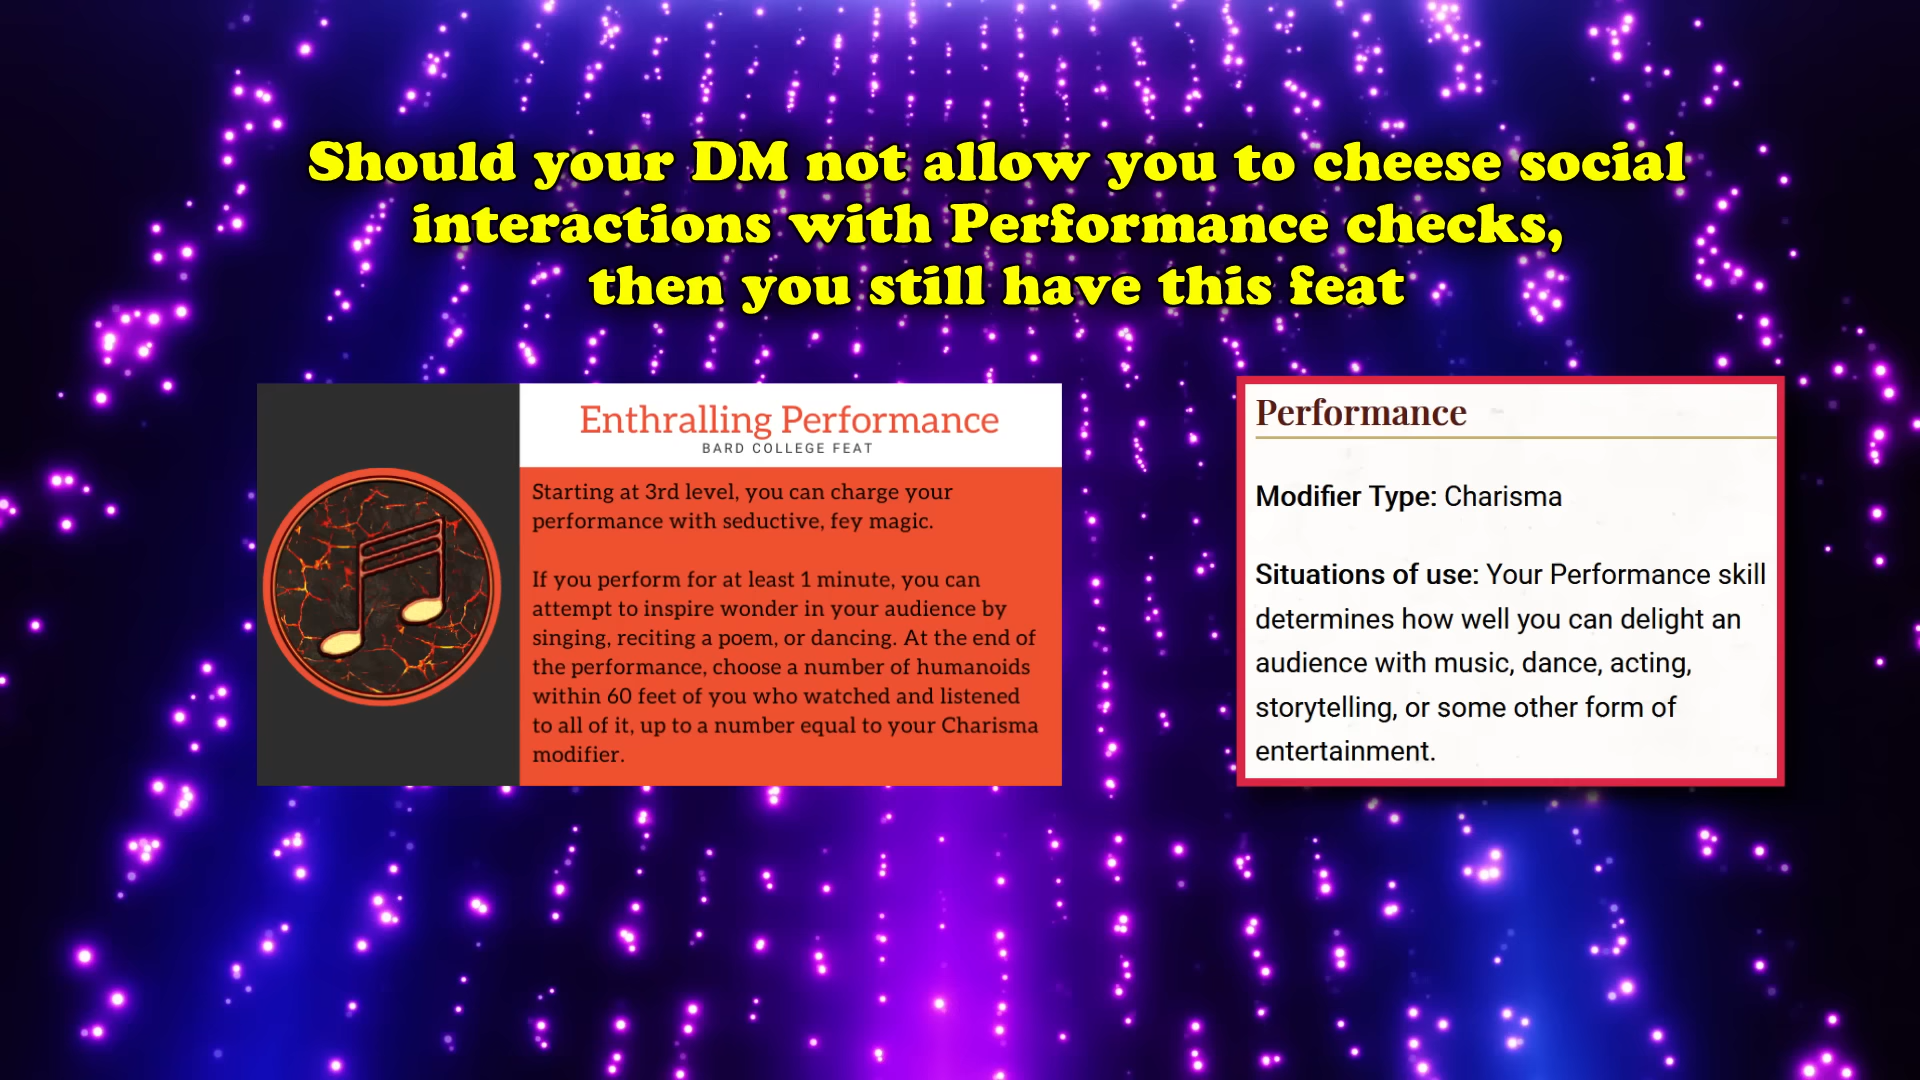 Should your DM not allow you to cheese social
interactions with Performance checks,
then you still have this feat
Enthralling Performance
BARD COLLEGE FEAT
Starting at 3rd level, you can charge your
performance with seductive, fey magic.
If you perform for at least 1 minute, you can
attempt to inspire wonder in your audience by
singing, reciting a poem, or dancing. At the end of
the performance, choose a number of humanoids
within 60 feet of you who watched and listened
to all of it, up to a number equal to your Charisma
modifier.
Performance
Modifier Type: Charisma
Situations of use: Your Performance skill
determines how well you can delight an
audience with music, dance, acting,
storytelling, or some other form of
entertainment.